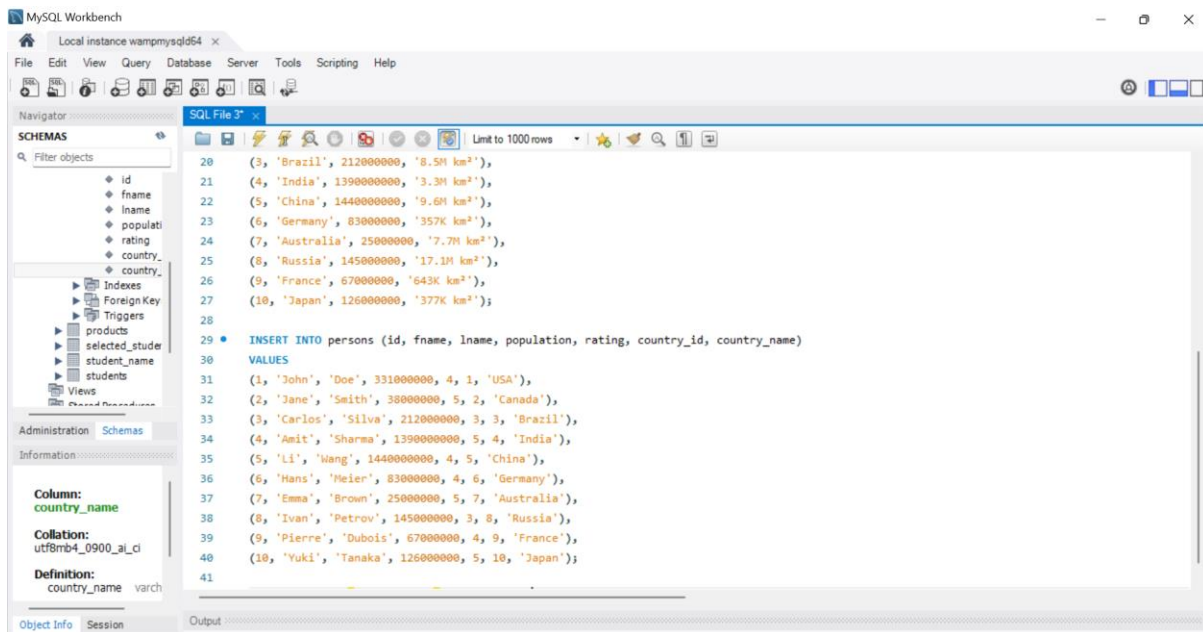 MySQL Workbench
Local instance wampmysqld64 ×
File Edit View Query Database Server Tools Scripting Help
Navigator
SQL File 3* ×
SCHEMAS
Limit to 1000 rows
Filter objects
id
fname
lname
populati
rating
country_
country_
Indexes
Foreign Key
Triggers
products
selected_studer
student_name
students
Views
Administration Schemas
Information
Column:
country_name
Collation:
utf8mb4_0900_ai_ci
Definition:
country_name varch
Object Info Session
20 (3, 'Brazil', 212000000, '8.5M km²'),
21 (4, 'India', 1390000000, '3.3M km²'),
22 (5, 'China', 1440000000, '9.6M km²'),
23 (6, 'Germany', 83000000, '357K km²'),
24 (7, 'Australia', 25000000, '7.7M km²'),
25 (8, 'Russia', 145000000, '17.1M km²'),
26 (9, 'France', 67000000, '643K km²'),
27 (10, 'Japan', 126000000, '377K km²');
28
29 INSERT INTO persons (id, fname, lname, population, rating, country_id, country_name)
30 VALUES
31 (1, 'John', 'Doe', 331000000, 4, 1, 'USA'),
32 (2, 'Jane', 'Smith', 38000000, 5, 2, 'Canada'),
33 (3, 'Carlos', 'Silva', 212000000, 3, 3, 'Brazil'),
34 (4, 'Amit', 'Sharma', 1390000000, 5, 4, 'India'),
35 (5, 'Li', 'Wang', 1440000000, 4, 5, 'China'),
36 (6, 'Hans', 'Meier', 83000000, 4, 6, 'Germany'),
37 (7, 'Emma', 'Brown', 25000000, 5, 7, 'Australia'),
38 (8, 'Ivan', 'Petrov', 145000000, 3, 8, 'Russia'),
39 (9, 'Pierre', 'Dubois', 67000000, 4, 9, 'France'),
40 (10, 'Yuki', 'Tanaka', 126000000, 5, 10, 'Japan');
41
Output